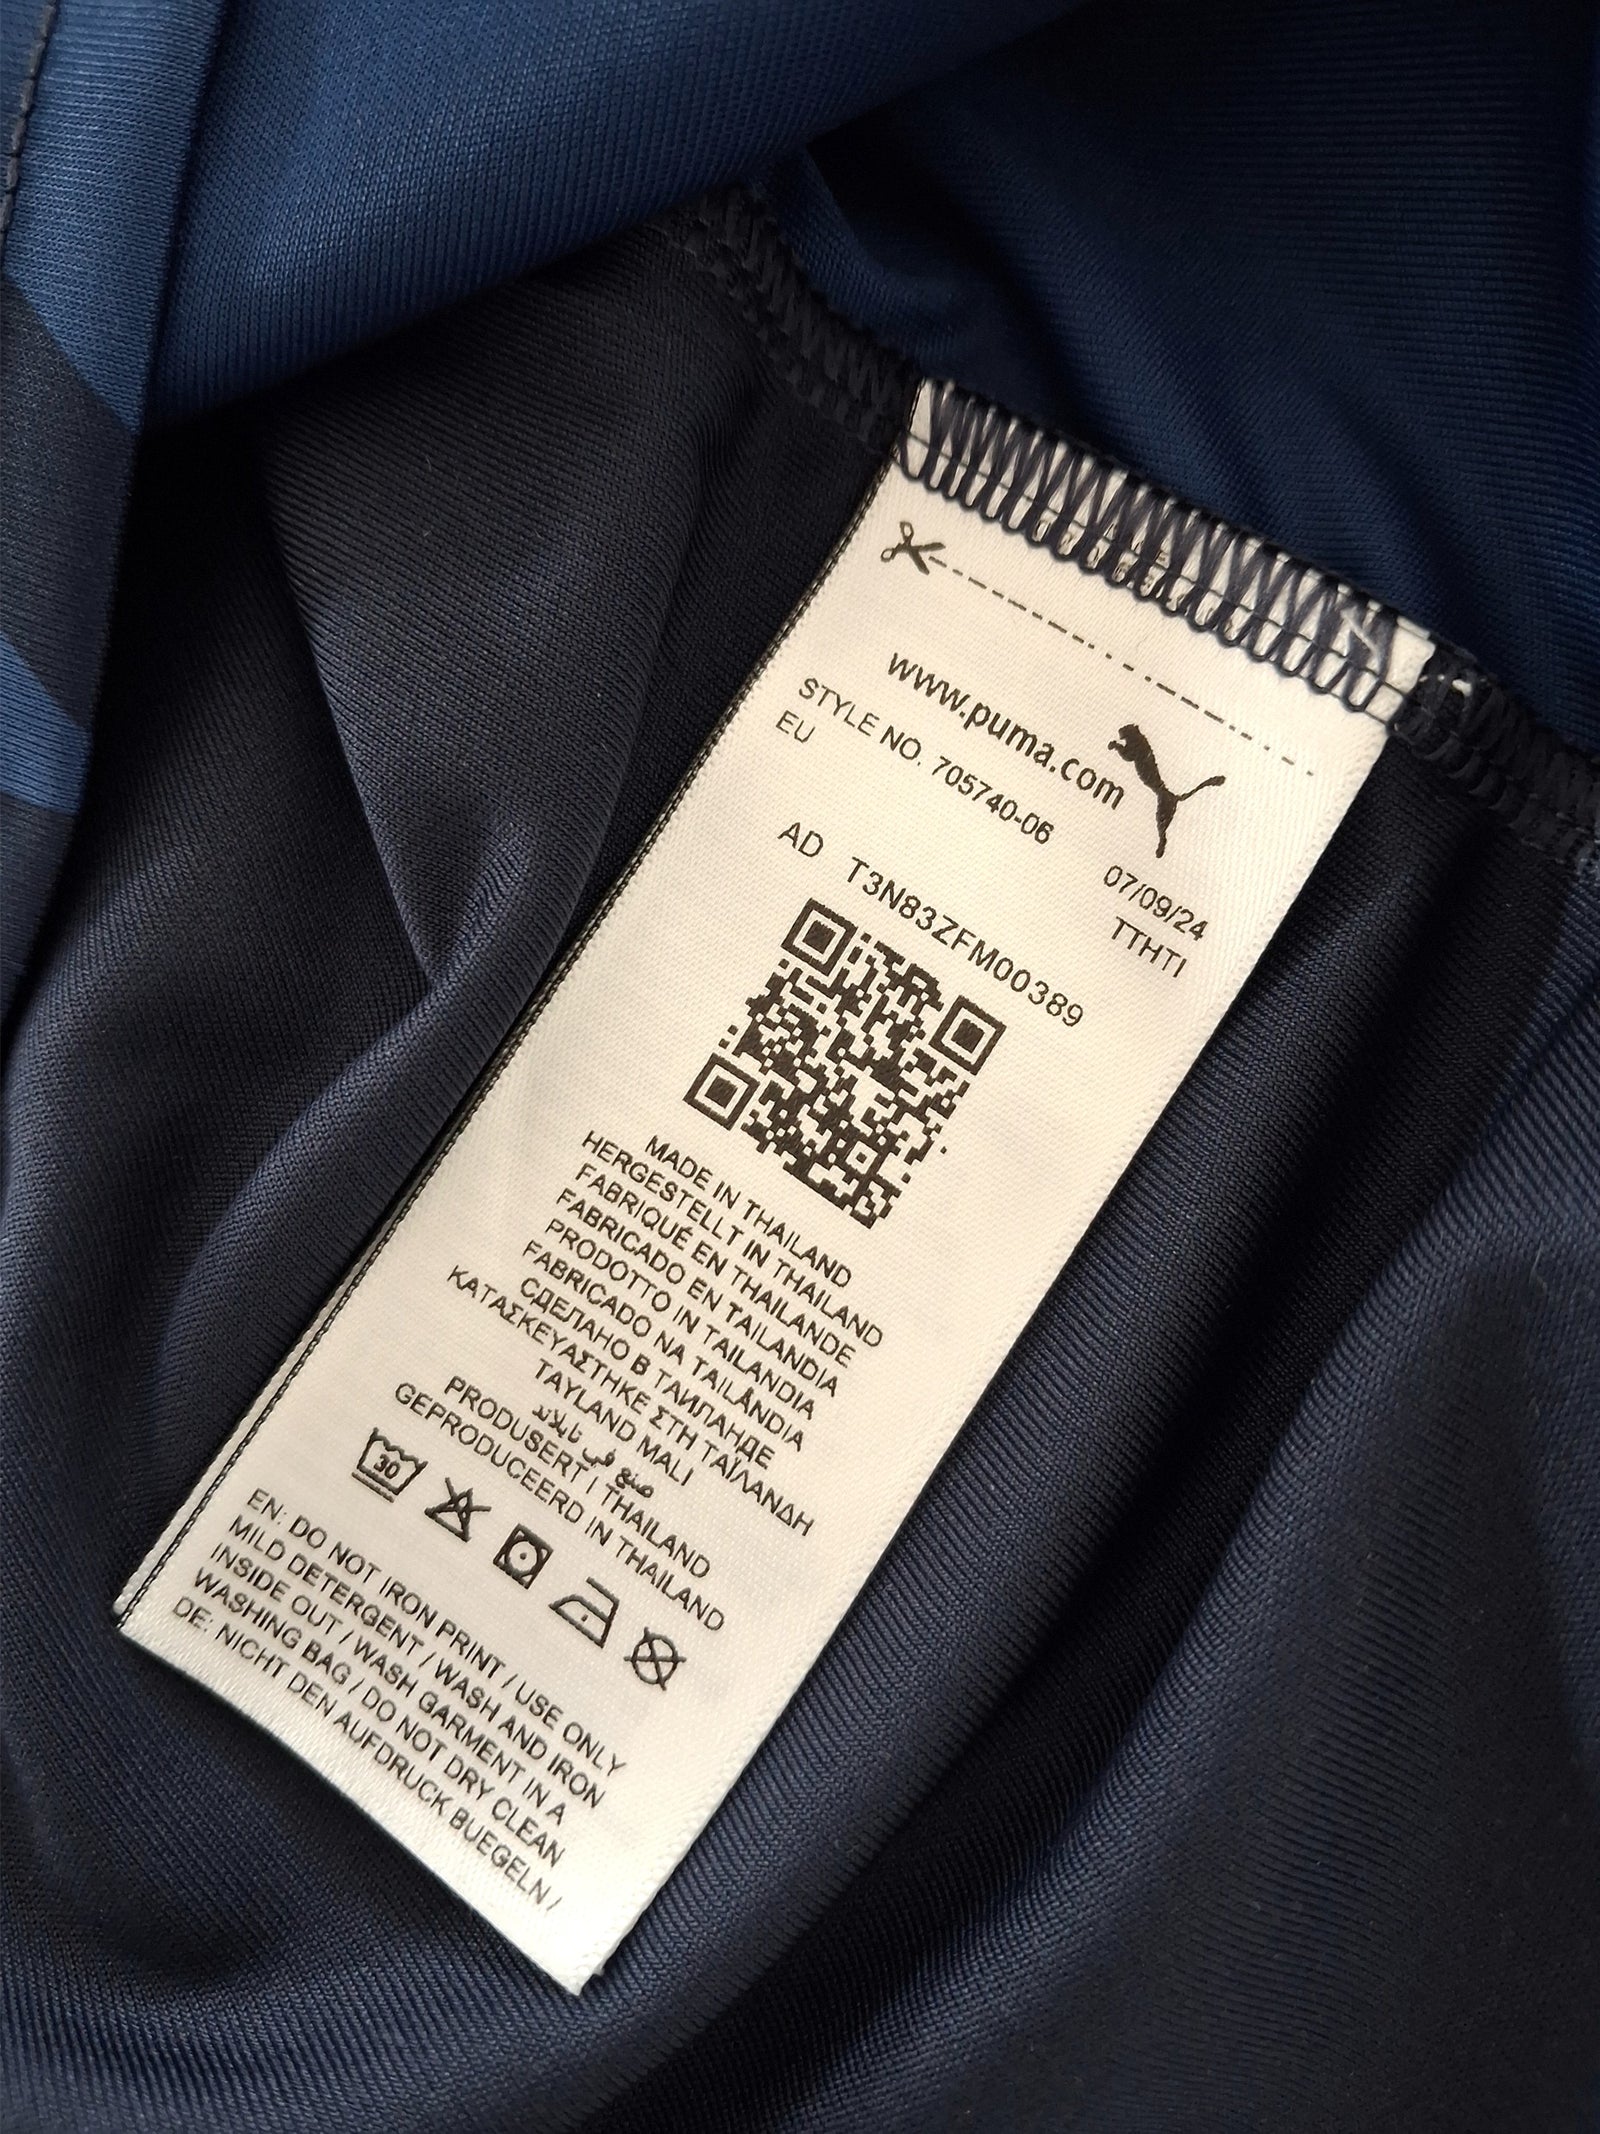 www.puma.com
STYLE NO. 705740-06
EU
07/09/24
TTHTI
AD T3N83ZFM00389
MADE IN THAILAND
HERGESTELLT IN THAILAND
FABRIQUÉ EN THAILANDE
FABRICADO EN TAILANDIA
PRODOTTO IN TAILANDIA
FABRICADO NA TAILÂNDIA
СДЕЛАНО В ТАИЛАНДЕ
ΚΑΤΑΣΚΕΥΑΣΤΗΚΕ ΣΤΗ ΤΑΪΛΑΝΔΗ
TAYLAND MALI
صنع في تايلاند
PRODUSERT I THAILAND
GEPRODUCEERD IN THAILAND
30
EN: DO NOT IRON PRINT / USE ONLY
MILD DETERGENT / WASH AND IRON
INSIDE OUT / WASH GARMENT IN A
WASHING BAG / DO NOT DRY CLEAN
DE: NICHT DEN AUFDRUCK BUEGELN /